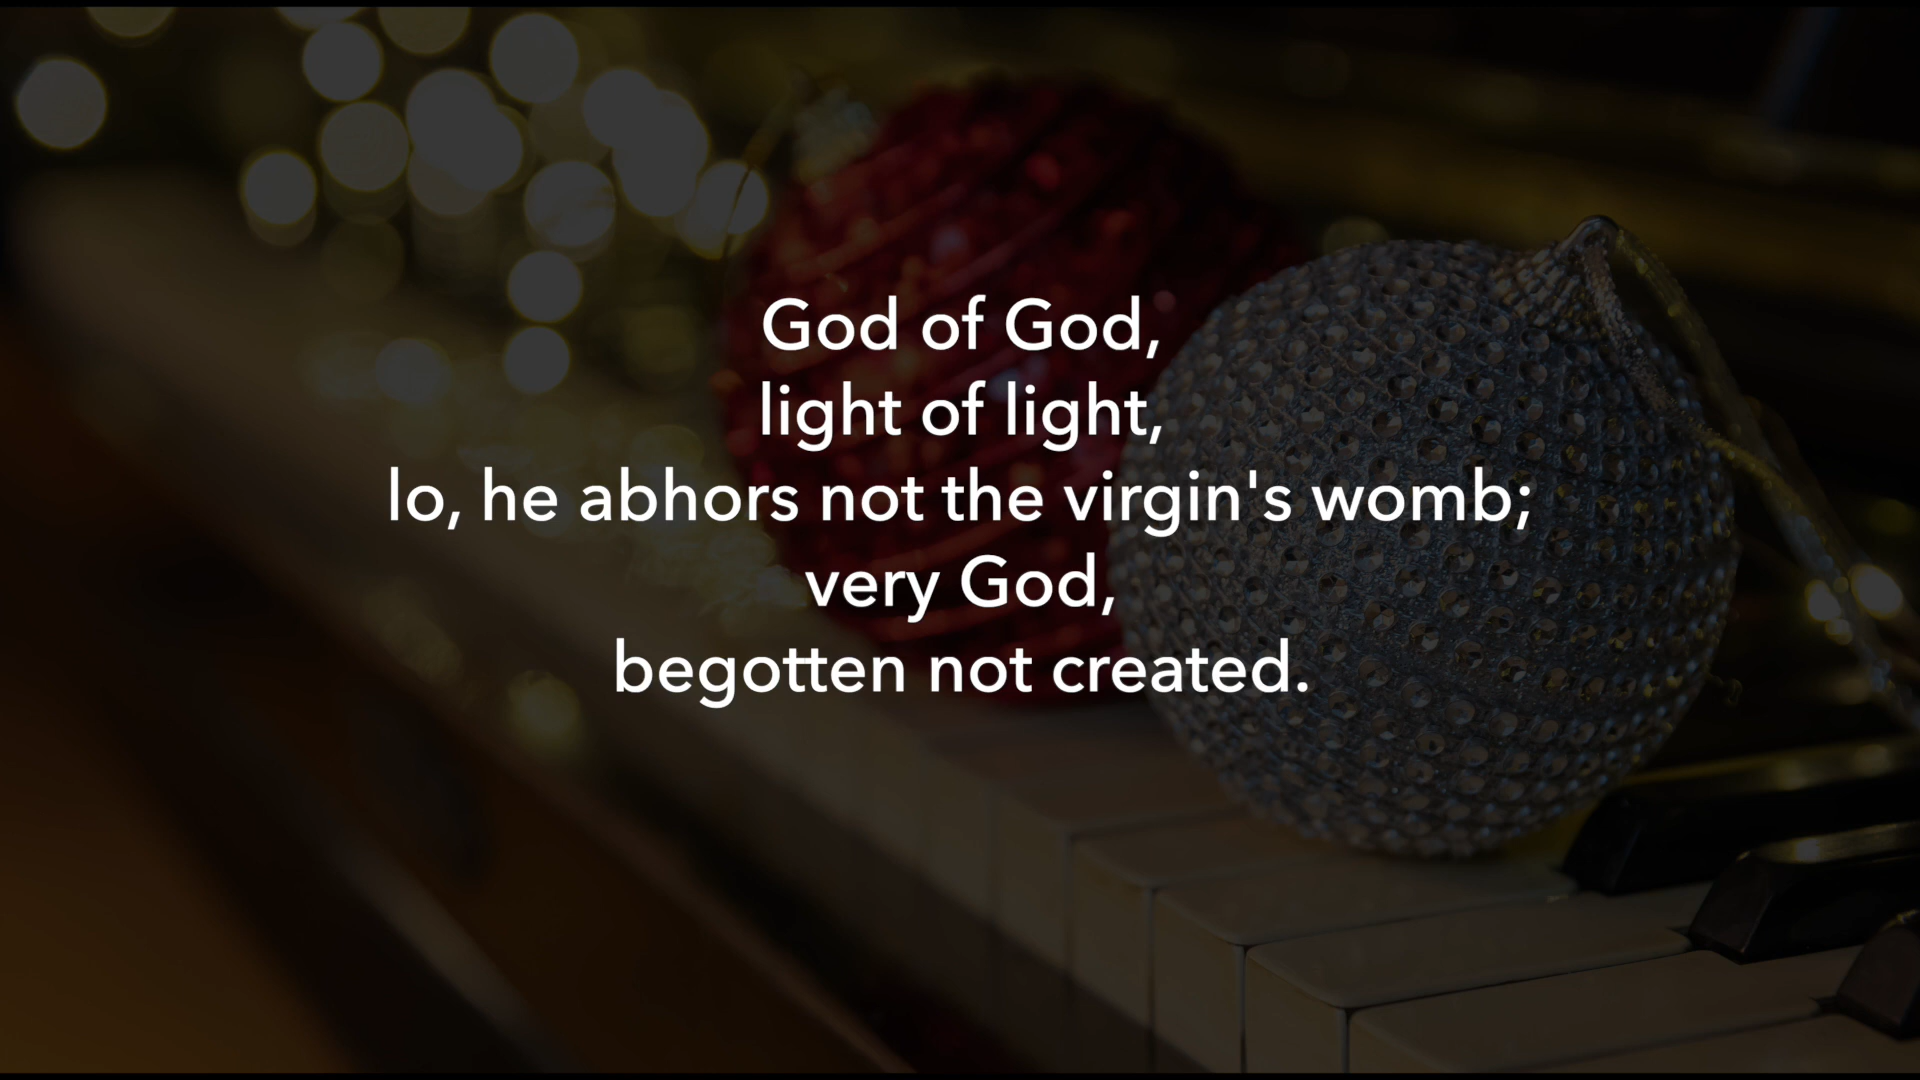 God of God,
light of light,
lo, he abhors not the virgin's womb;
very God,
begotten not created.